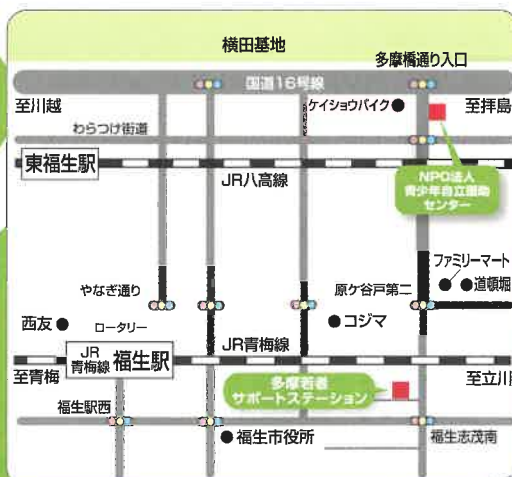 横田基地
多摩橋通り入口
国道16号線
至川越
ケイショウバイク
至拝島
わらつけ街道
東福生駅
JR八高線
NPO法人
青少年自立援助
センター
ファミリーマート
道頓堀
やなぎ通り
原ケ谷戸第二
西友
ロータリー
コジマ
JR青梅線
JR
青梅線
福生駅
至青梅
至立川
多摩若者
サポートステーション
福生駅西
福生市役所
福生志茂南